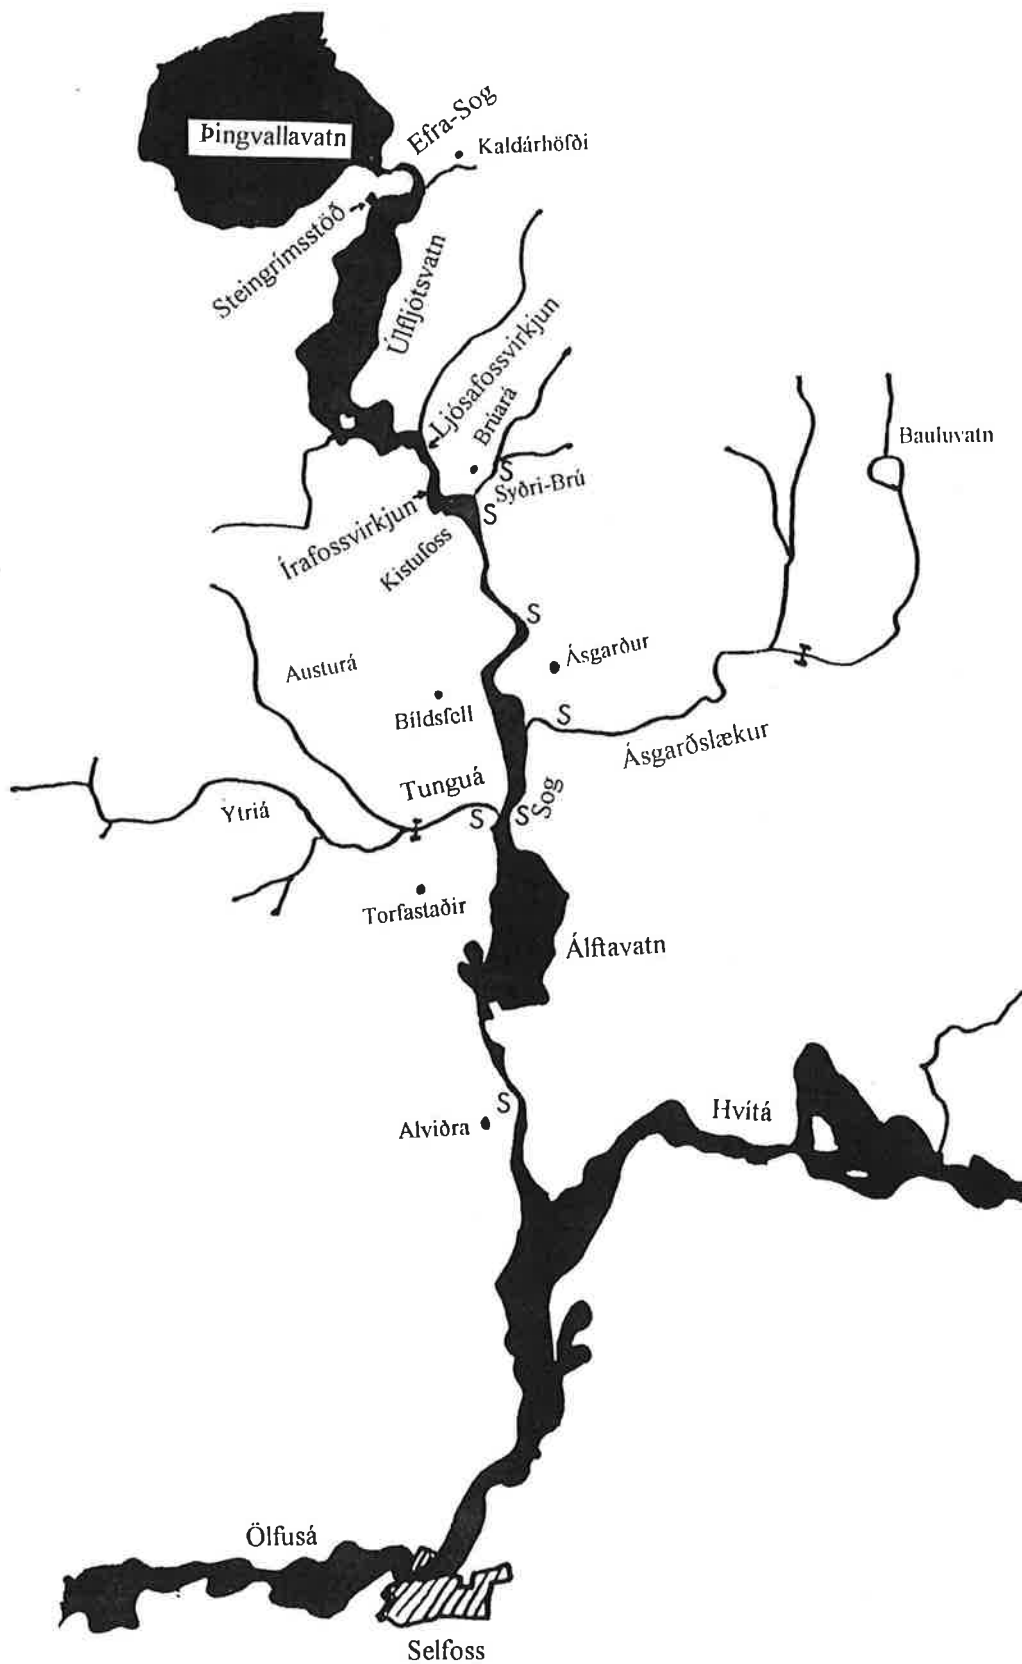 Þingvallavatn
Efra-Sog
Kaldárhöfði
Steingrímsstöð
Úlfljótsvatn
Ljósafossvirkjun
Brúará
Bauluvatn
S
Syðri-Brú
S
Írafossvirkjun
Kistufoss
S
Ásgarður
Austurá
Bíldsfell
S
Ásgarðslækur
Tunguá
Sog
Ytriá
S
S
Torfastaðir
Álftavatn
S
Hvítá
Alviðra
Ölfusá
Selfoss